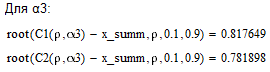 Для α3:
root(C1(ρ,α3) − x_summ,ρ,0.1,0.9) = 0.817649
root(C2(ρ,α3) − x_summ,ρ,0.1,0.9) = 0.781898